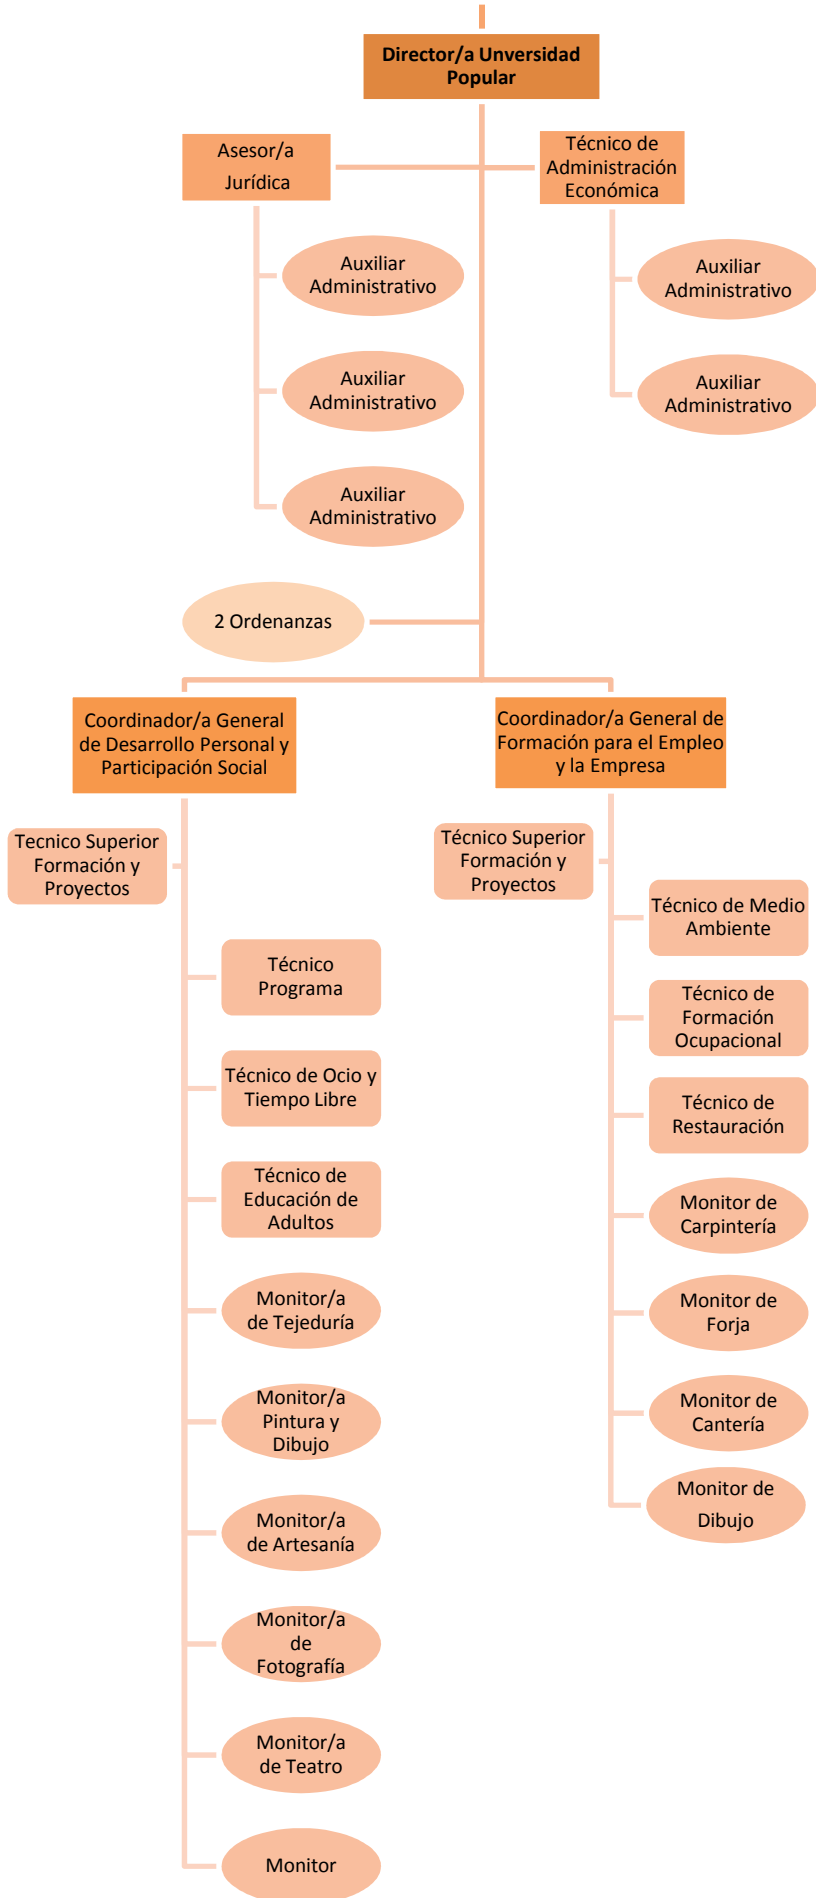 Director/a Unversidad
Popular
Asesor/a
Jurídica
Técnico de
Administración
Económica
Auxiliar
Administrativo
Auxiliar
Administrativo
Auxiliar
Administrativo
Auxiliar
Administrativo
Auxiliar
Administrativo
2 Ordenanzas
Coordinador/a General
de Desarrollo Personal y
Participación Social
Tecnico Superior
Formación y
Proyectos
Técnico
Programa
Técnico de Ocio y
Tiempo Libre
Técnico de
Educación de
Adultos
Monitor/a
de Tejeduría
Monitor/a
Pintura y
Dibujo
Monitor/a
de Artesanía
Monitor/a
de
Fotografía
Monitor/a
de Teatro
Monitor
Coordinador/a General de
Formación para el Empleo
y la Empresa
Técnico Superior
Formación y
Proyectos
Técnico de Medio
Ambiente
Técnico de
Formación
Ocupacional
Técnico de
Restauración
Monitor de
Carpintería
Monitor de
Forja
Monitor de
Cantería
Monitor de
Dibujo